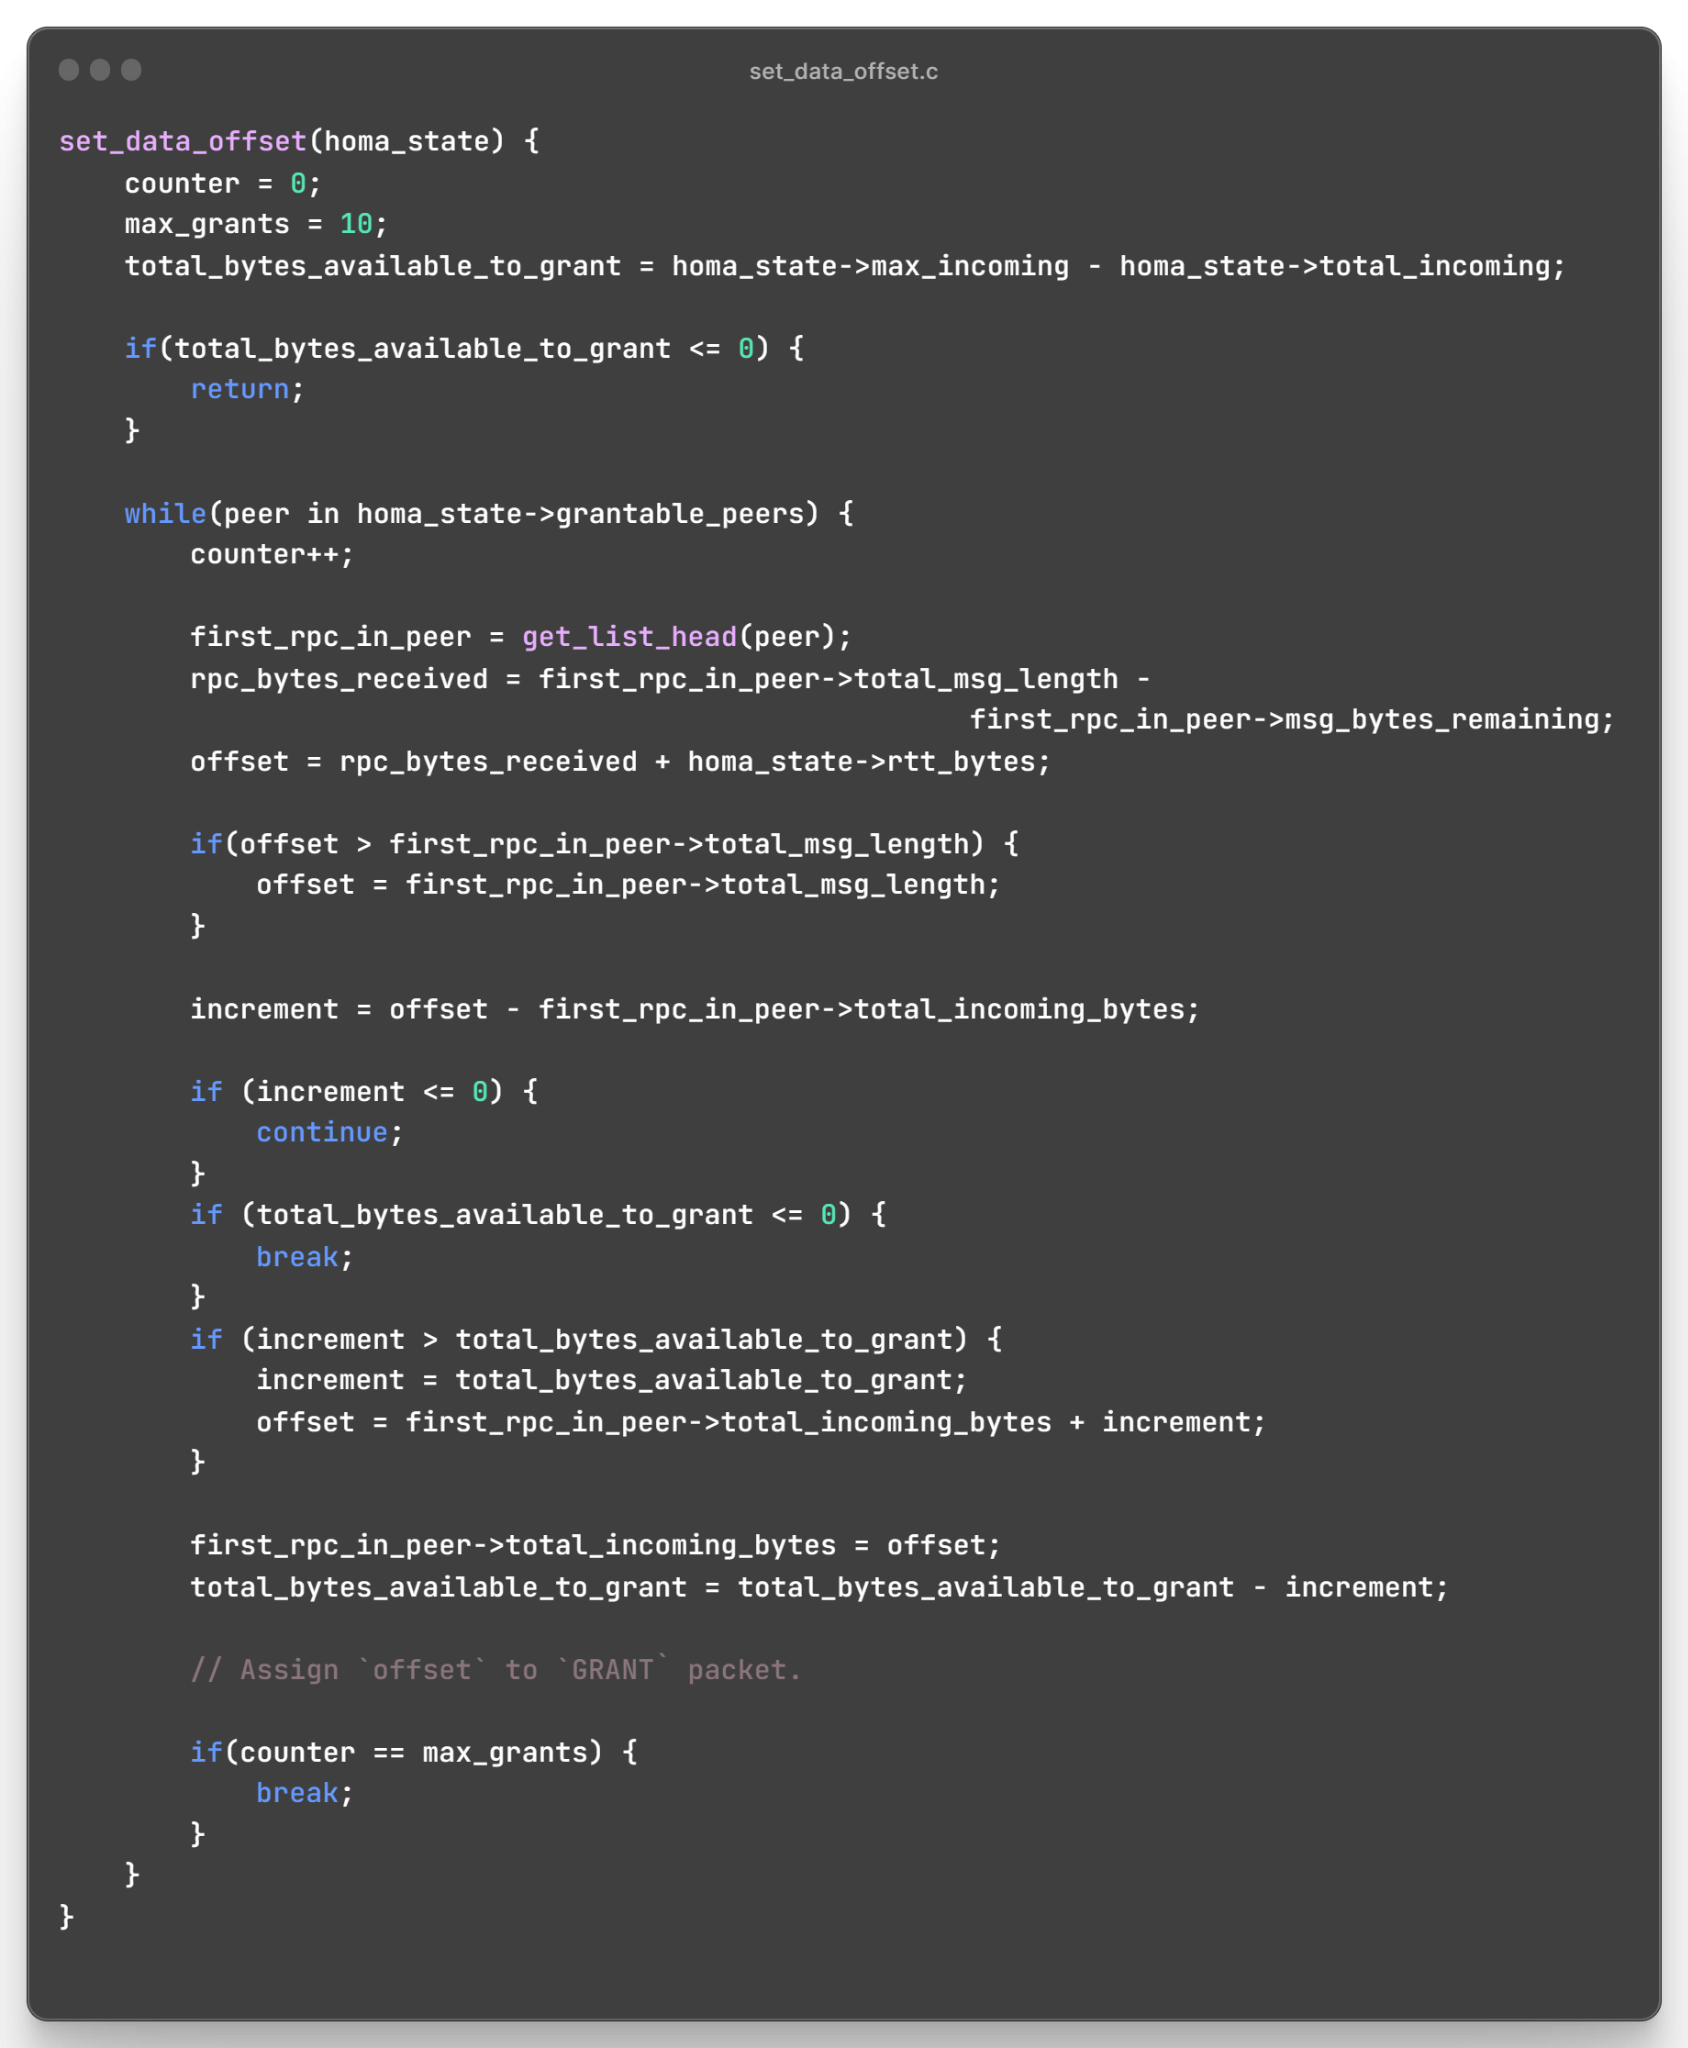 set_data_offset.c
set_data_offset(homa_state) {
    counter = 0;
    max_grants = 10;
    total_bytes_available_to_grant = homa_state->max_incoming - homa_state->total_incoming;
    if(total_bytes_available_to_grant <= 0) {
        return;
    }
    while(peer in homa_state->grantable_peers) {
        counter++;
        first_rpc_in_peer = get_list_head(peer);
        rpc_bytes_received = first_rpc_in_peer->total_msg_length -
                                                       first_rpc_in_peer->msg_bytes_remaining;
        offset = rpc_bytes_received + homa_state->rtt_bytes;
        if(offset > first_rpc_in_peer->total_msg_length) {
            offset = first_rpc_in_peer->total_msg_length;
        }
        increment = offset - first_rpc_in_peer->total_incoming_bytes;
        if (increment <= 0) {
            continue;
        }
        if (total_bytes_available_to_grant <= 0) {
            break;
        }
        if (increment > total_bytes_available_to_grant) {
            increment = total_bytes_available_to_grant;
            offset = first_rpc_in_peer->total_incoming_bytes + increment;
        }
        first_rpc_in_peer->total_incoming_bytes = offset;
        total_bytes_available_to_grant = total_bytes_available_to_grant - increment;
        // Assign `offset` to `GRANT` packet.
        if(counter == max_grants) {
            break;
        }
    }
}